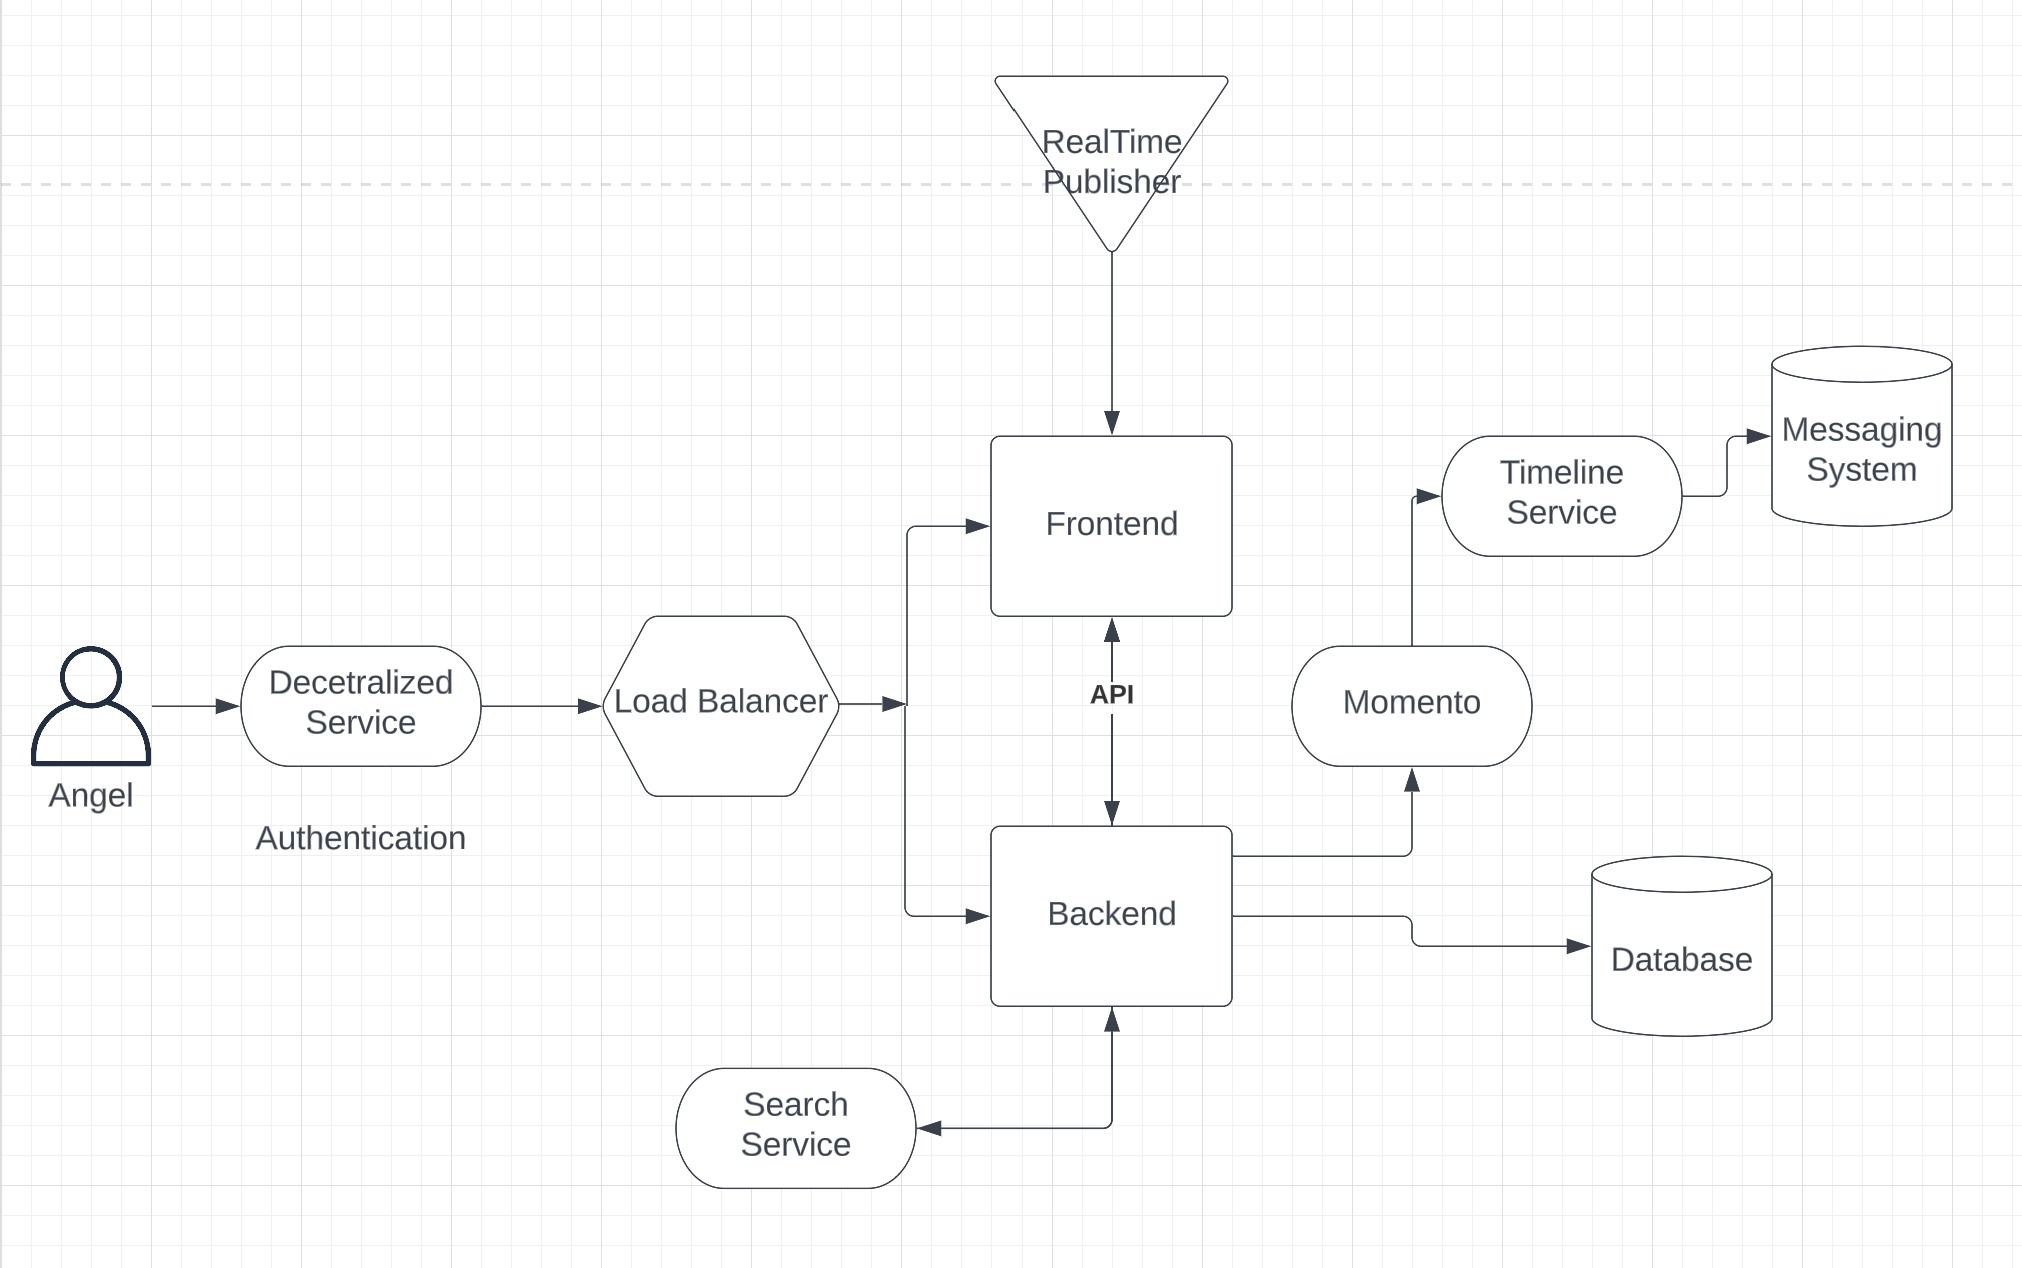 RealTime
Publisher
Messaging
System
Timeline
Service
Frontend
Decetralized
Service
Load Balancer
API
Momento
Angel
Authentication
Backend
Database
Search
Service